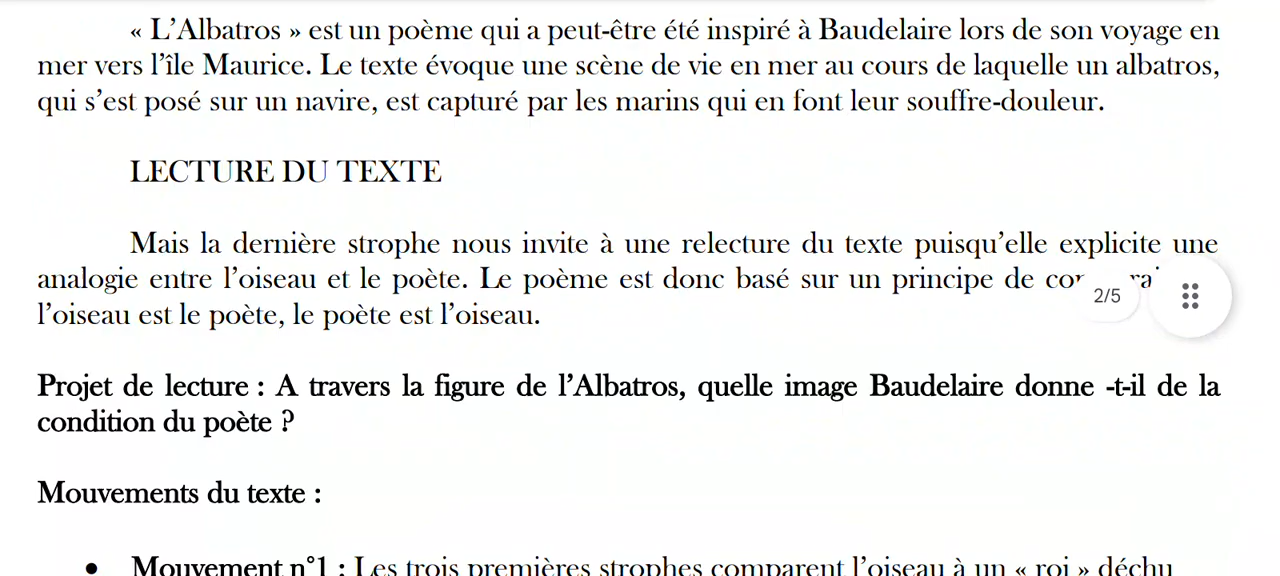 « L’Albatros » est un poème qui a peut-être été inspiré à Baudelaire lors de son voyage en
mer vers l’île Maurice. Le texte évoque une scène de vie en mer au cours de laquelle un albatros,
qui s’est posé sur un navire, est capturé par les marins qui en font leur souffre-douleur.
LECTURE DU TEXTE
Mais la dernière strophe nous invite à une relecture du texte puisqu’elle explicite une
analogie entre l’oiseau et le poète. Le poème est donc basé sur un principe de
2/5
l’oiseau est le poète, le poète est l’oiseau.
Projet de lecture : A travers la figure de l’Albatros, quelle image Baudelaire donne -t-il de la
condition du poète ?
Mouvements du texte :
• Mouvement n°1 : Les trois premières strophes comparent l’oiseau à un « roi » déchu